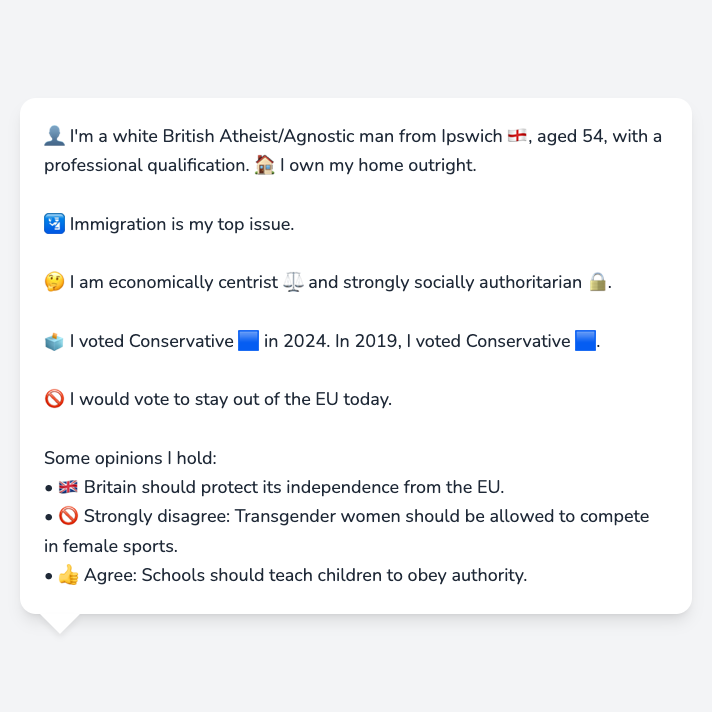 👤 I'm a white British Atheist/Agnostic man from Ipswich 🏴󠁧󠁢󠁥󠁮󠁧󠁿, aged 54, with a
professional qualification. 🏠 I own my home outright.
🛂 Immigration is my top issue.
🤔 I am economically centrist ⚖️ and strongly socially authoritarian 🔒.
🗳️ I voted Conservative 🟦 in 2024. In 2019, I voted Conservative 🟦.
🚫 I would vote to stay out of the EU today.
Some opinions I hold:
• 🇬🇧 Britain should protect its independence from the EU.
• 🚫 Strongly disagree: Transgender women should be allowed to compete
in female sports.
• 👍 Agree: Schools should teach children to obey authority.